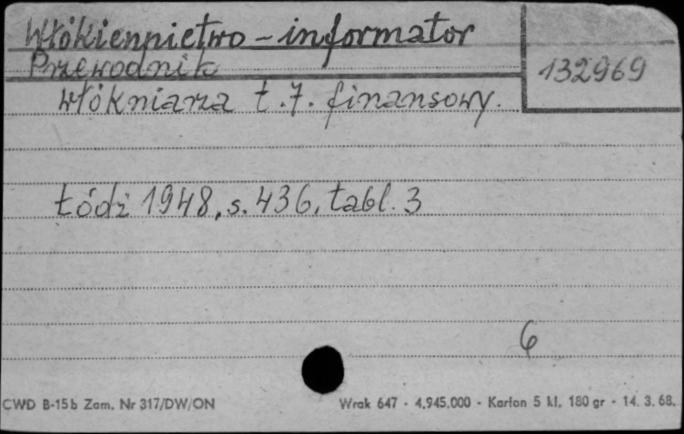 Włókiennictwo - informator
Przewodnik
132969
włókniarza t. 7. finansowy.
Łódź 1948, s. 436, tabl. 3
6
CWD B-15b Zam. Nr 317/DW/ON Wrak 647 - 4.945.000 - Karton 5 kl. 180 gr - 14. 3. 68.